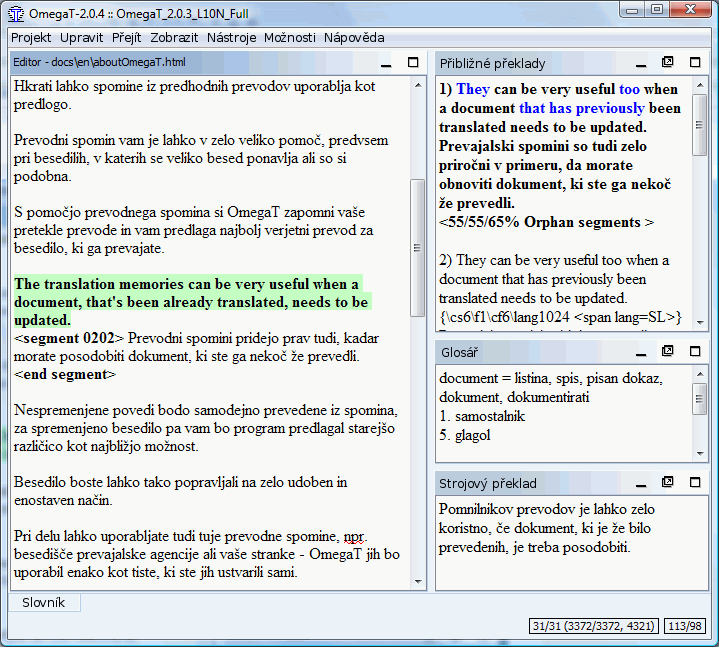 OmegaT-2.0.4 :: OmegaT_2.0.3_L10N_Full
Projekt Upravit Přejít Zobrazit Nástroje Možnosti Nápověda
Editor - docs\en\aboutOmegaT.html
Hkrati lahko spomine iz predhodnih prevodov uporablja kot
predlogo.
Prevodni spomin vam je lahko v zelo veliko pomoč, predvsem
pri besedilih, v katerih se veliko besed ponavlja ali so si
podobna.
S pomočjo prevodnega spomina si OmegaT zapomni vaše
pretekle prevode in vam predlaga najbolj verjetni prevod za
besedilo, ki ga prevajate.
The translation memories can be very useful when a
document, that's been already translated, needs to be
updated.
<segment 0202> Prevodni spomini pridejo prav tudi, kadar
morate posodobiti dokument, ki ste ga nekoč že prevedli.
<end segment>
Nespremenjene povedi bodo samodejno prevedene iz spomina,
za spremenjeno besedilo pa vam bo program predlagal starejšo
različico kot najbližjo možnost.
Besedilo boste lahko tako popravljali na zelo udoben in
enostaven način.
Pri delu lahko uporabljate tudi tuje prevodne spomine, npr.
besedišče prevajalske agencije ali vaše stranke - OmegaT jih bo
uporabil enako kot tiste, ki ste jih ustvarili sami.
Přibližné překlady
1) They can be very useful too when
a document that has previously been
translated needs to be updated.
Prevajalski spomini so tudi zelo
priročni v primeru, da morate
obnoviti dokument, ki ste ga nekoč
že prevedli.
<55/55/65% Orphan segments >
2) They can be very useful too when a
document that has previously been
translated needs to be updated.
{\cs6\f1\cf6\lang1024 <span lang=SL>}
Glosář
document = listina, spis, pisan dokaz,
dokument, dokumentirati
1. samostalnik
5. glagol
Strojový překlad
Pomnilnikov prevodov je lahko zelo
koristno, če dokument, ki je že bilo
prevedenih, je treba posodobiti.
Slovník
31/31 (3372/3372, 4321) 113/98